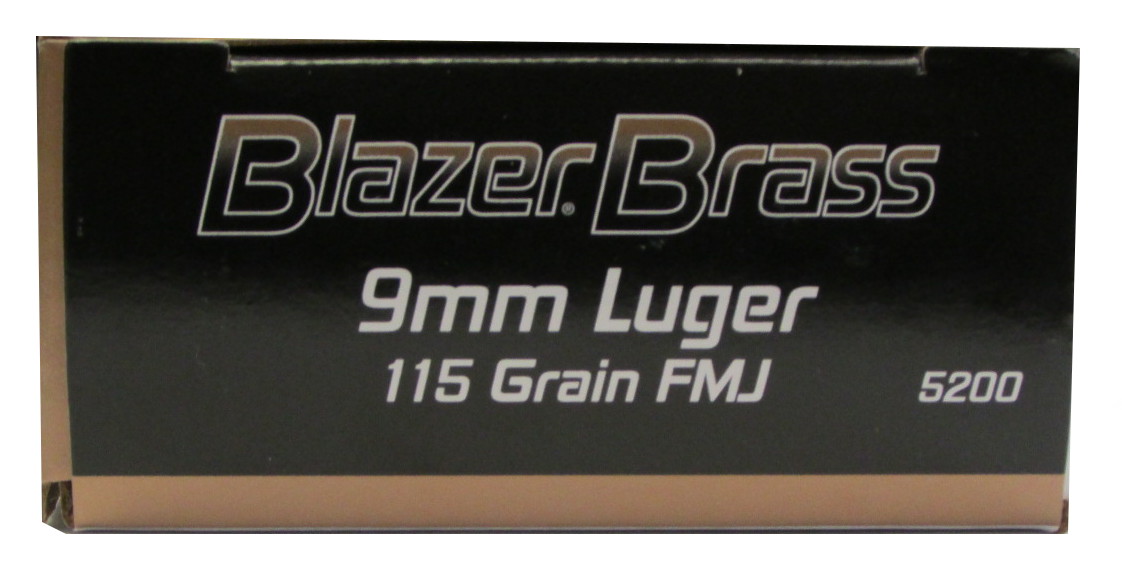 Blazer® Brass
9mm Luger
115 Grain FMJ
5200